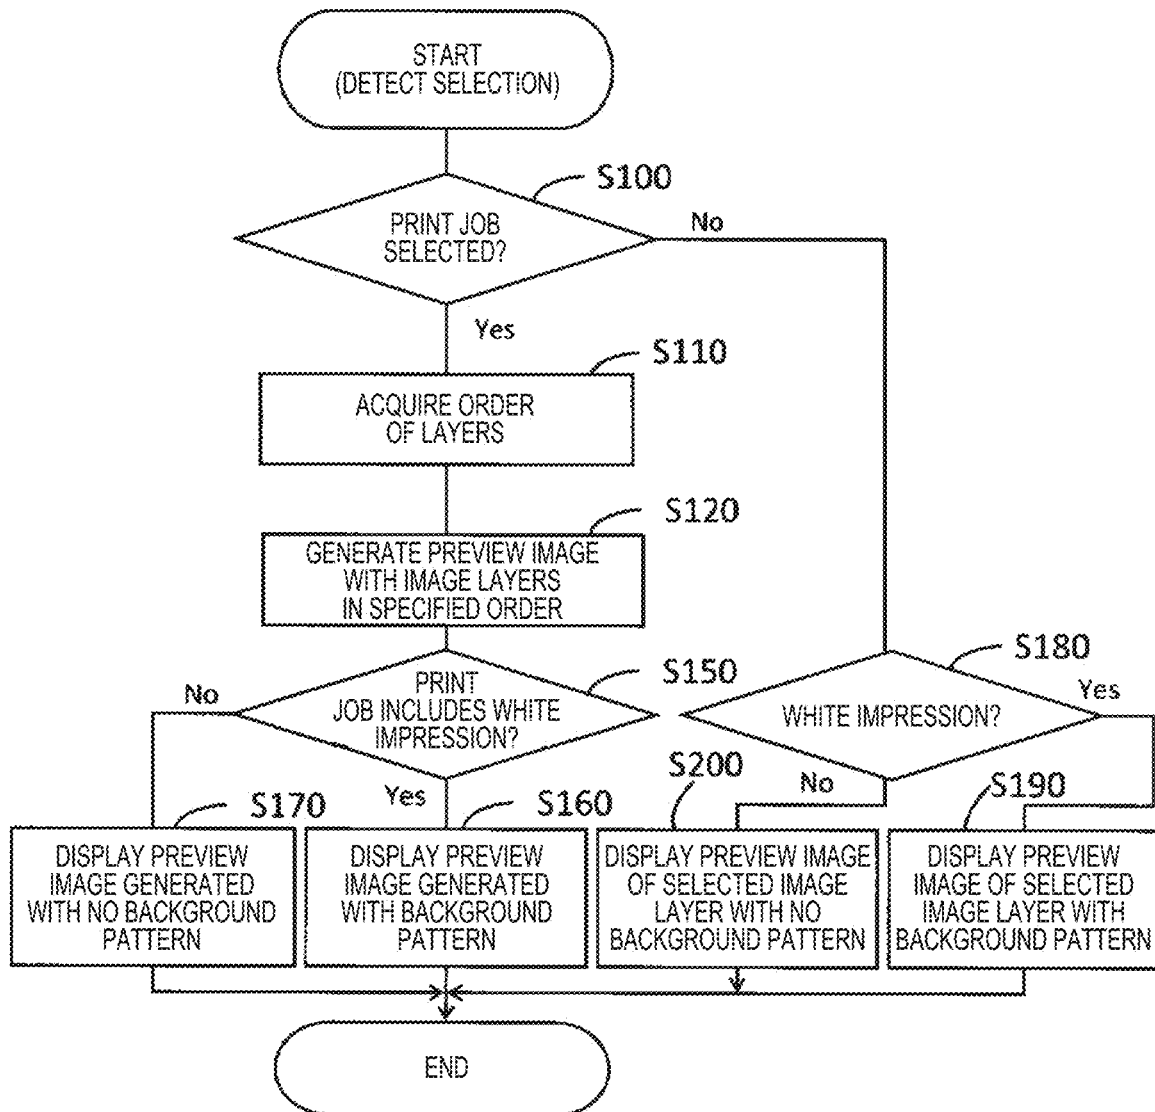 START
(DETECT SELECTION)
S100
PRINT JOB
SELECTED?
No
Yes
S110
ACQUIRE ORDER
OF LAYERS
S120
GENERATE PREVIEW IMAGE
WITH IMAGE LAYERS
IN SPECIFIED ORDER
S150
PRINT
JOB INCLUDES WHITE
IMPRESSION?
No
Yes
S180
WHITE IMPRESSION?
Yes
No
S170
DISPLAY PREVIEW
IMAGE GENERATED
WITH NO BACKGROUND
PATTERN
S160
DISPLAY PREVIEW
IMAGE GENERATED
WITH BACKGROUND
PATTERN
S200
DISPLAY PREVIEW IMAGE
OF SELECTED IMAGE
LAYER WITH NO
BACKGROUND PATTERN
S190
DISPLAY PREVIEW
IMAGE OF SELECTED
IMAGE LAYER WITH
BACKGROUND PATTERN
END